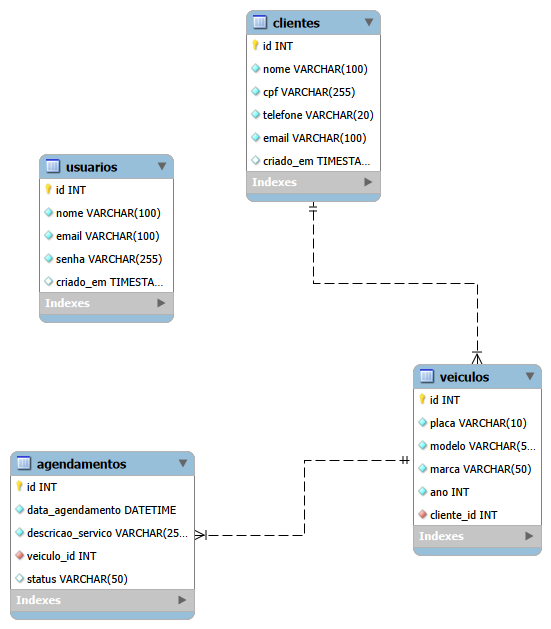 clientes
id INT
nome VARCHAR(100)
cpf VARCHAR(255)
telefone VARCHAR(20)
email VARCHAR(100)
criado_em TIMESTA...
Indexes
usuarios
id INT
nome VARCHAR(100)
email VARCHAR(100)
senha VARCHAR(255)
criado_em TIMESTA...
Indexes
veiculos
id INT
placa VARCHAR(10)
modelo VARCHAR(5...
marca VARCHAR(50)
ano INT
cliente_id INT
Indexes
agendamentos
id INT
data_agendamento DATETIME
descricao_servico VARCHAR(25...
veiculo_id INT
status VARCHAR(50)
Indexes